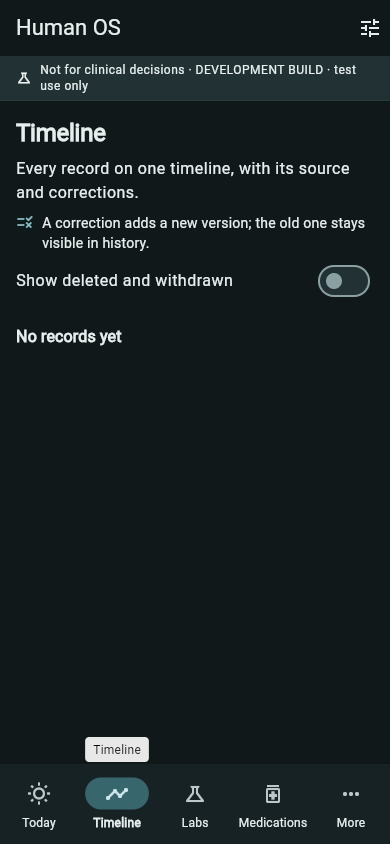 Human OS
Not for clinical decisions · DEVELOPMENT BUILD · test
use only
Timeline
Every record on one timeline, with its source
and corrections.
A correction adds a new version; the old one stays
visible in history.
Show deleted and withdrawn
No records yet
Timeline
Today
Timeline
Labs
Medications
More